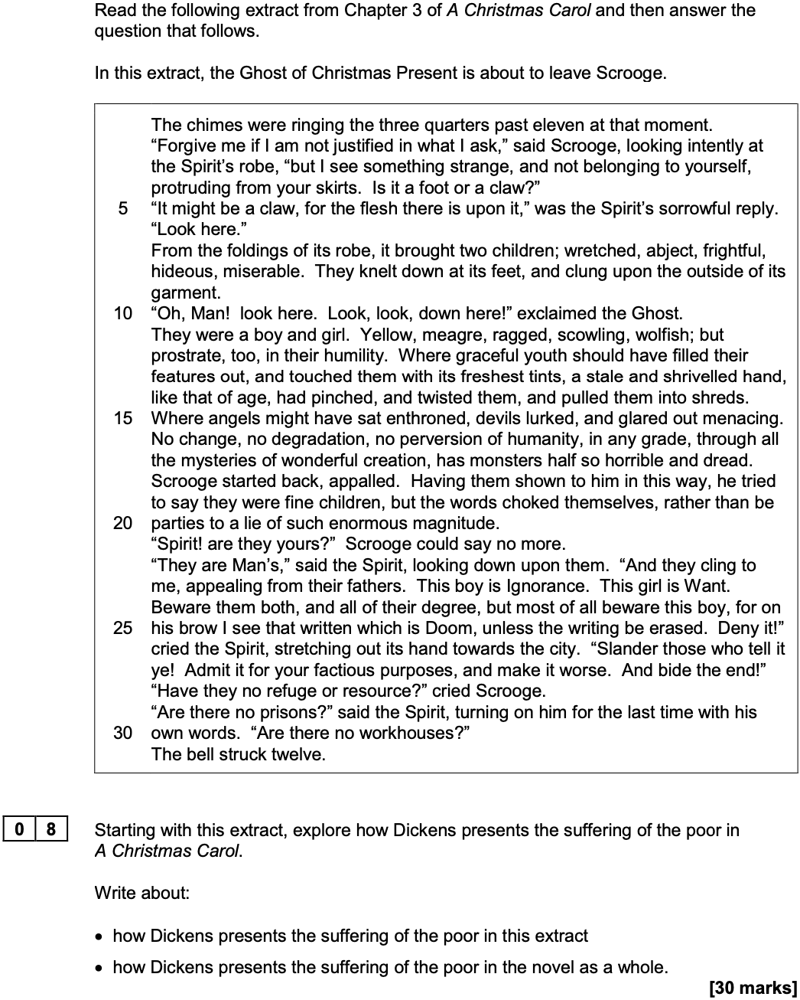 Read the following extract from Chapter 3 of A Christmas Carol and then answer the
question that follows.
In this extract, the Ghost of Christmas Present is about to leave Scrooge.
The chimes were ringing the three quarters past eleven at that moment.
“Forgive me if I am not justified in what I ask,” said Scrooge, looking intently at
the Spirit’s robe, “but I see something strange, and not belonging to yourself,
protruding from your skirts.  Is it a foot or a claw?”
5 “It might be a claw, for the flesh there is upon it,” was the Spirit’s sorrowful reply.
“Look here.”
From the foldings of its robe, it brought two children; wretched, abject, frightful,
hideous, miserable.  They knelt down at its feet, and clung upon the outside of its
garment.
10 “Oh, Man!  look here.  Look, look, down here!” exclaimed the Ghost.
They were a boy and girl.  Yellow, meagre, ragged, scowling, wolfish; but
prostrate, too, in their humility.  Where graceful youth should have filled their
features out, and touched them with its freshest tints, a stale and shrivelled hand,
like that of age, had pinched, and twisted them, and pulled them into shreds.
15 Where angels might have sat enthroned, devils lurked, and glared out menacing.
No change, no degradation, no perversion of humanity, in any grade, through all
the mysteries of wonderful creation, has monsters half so horrible and dread.
Scrooge started back, appalled.  Having them shown to him in this way, he tried
to say they were fine children, but the words choked themselves, rather than be
20 parties to a lie of such enormous magnitude.
“Spirit! are they yours?”  Scrooge could say no more.
“They are Man’s,” said the Spirit, looking down upon them.  “And they cling to
me, appealing from their fathers.  This boy is Ignorance.  This girl is Want.
Beware them both, and all of their degree, but most of all beware this boy, for on
25 his brow I see that written which is Doom, unless the writing be erased.  Deny it!”
cried the Spirit, stretching out its hand towards the city.  “Slander those who tell it
ye!  Admit it for your factious purposes, and make it worse.  And bide the end!”
“Have they no refuge or resource?” cried Scrooge.
“Are there no prisons?” said the Spirit, turning on him for the last time with his
30 own words.  “Are there no workhouses?”
The bell struck twelve.
0 8 Starting with this extract, explore how Dickens presents the suffering of the poor in
A Christmas Carol.
Write about:
• how Dickens presents the suffering of the poor in this extract
• how Dickens presents the suffering of the poor in the novel as a whole.
[30 marks]